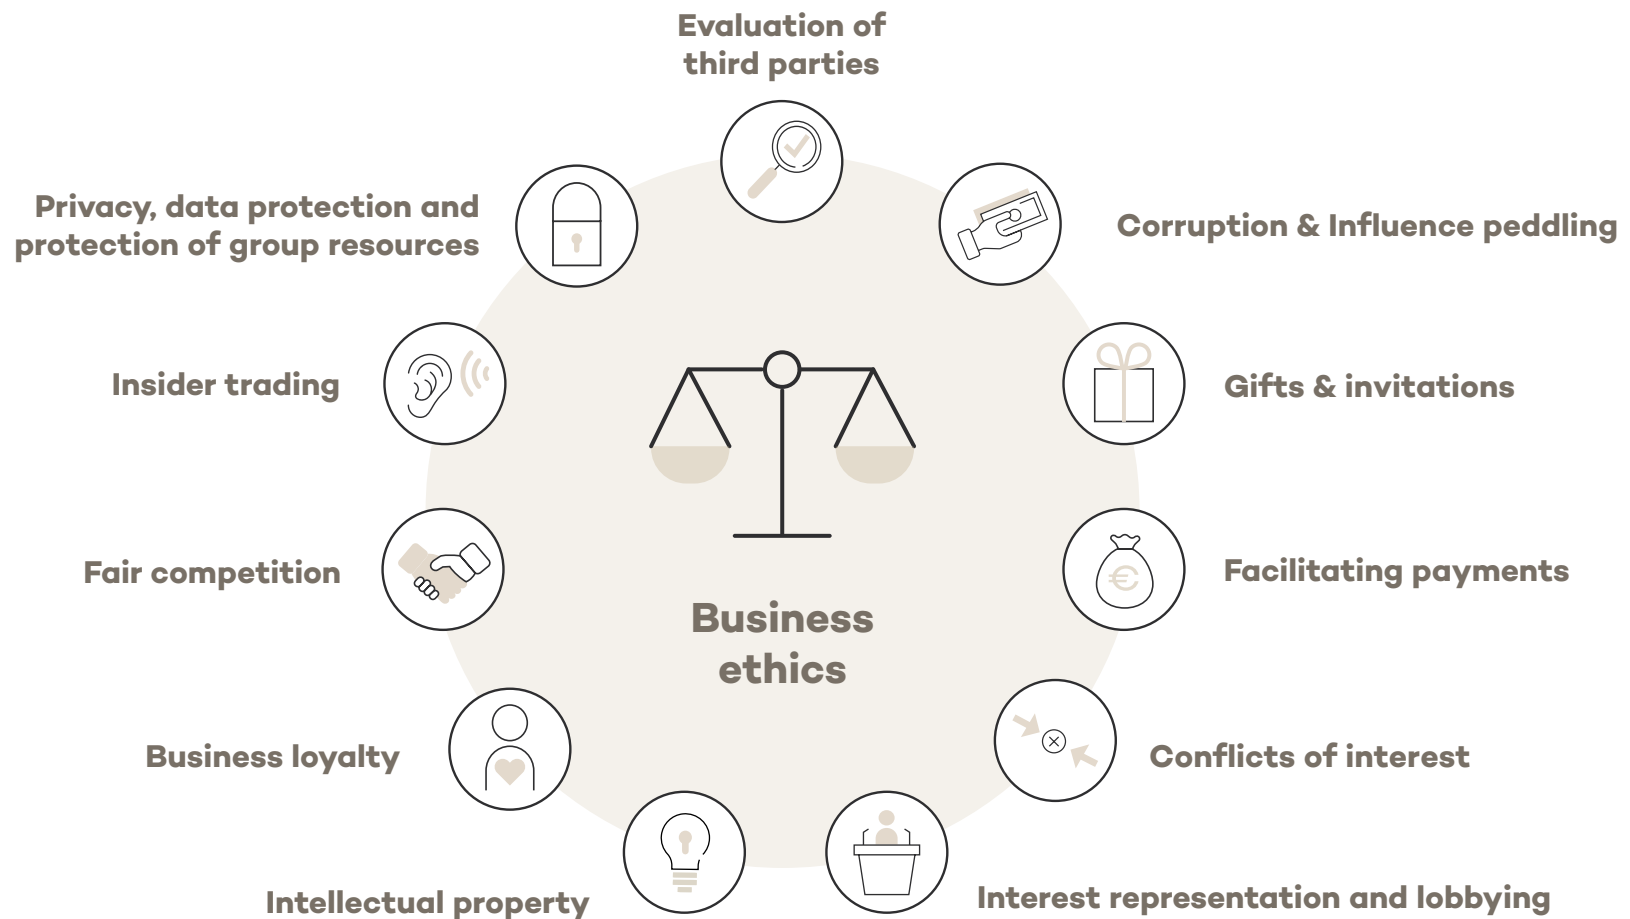 Evaluation of
third parties
Privacy, data protection and
protection of group resources
Corruption & Influence peddling
Insider trading
Gifts & invitations
Fair competition
Facilitating payments
€
Business
ethics
Business loyalty
Conflicts of interest
Intellectual property
Interest representation and lobbying